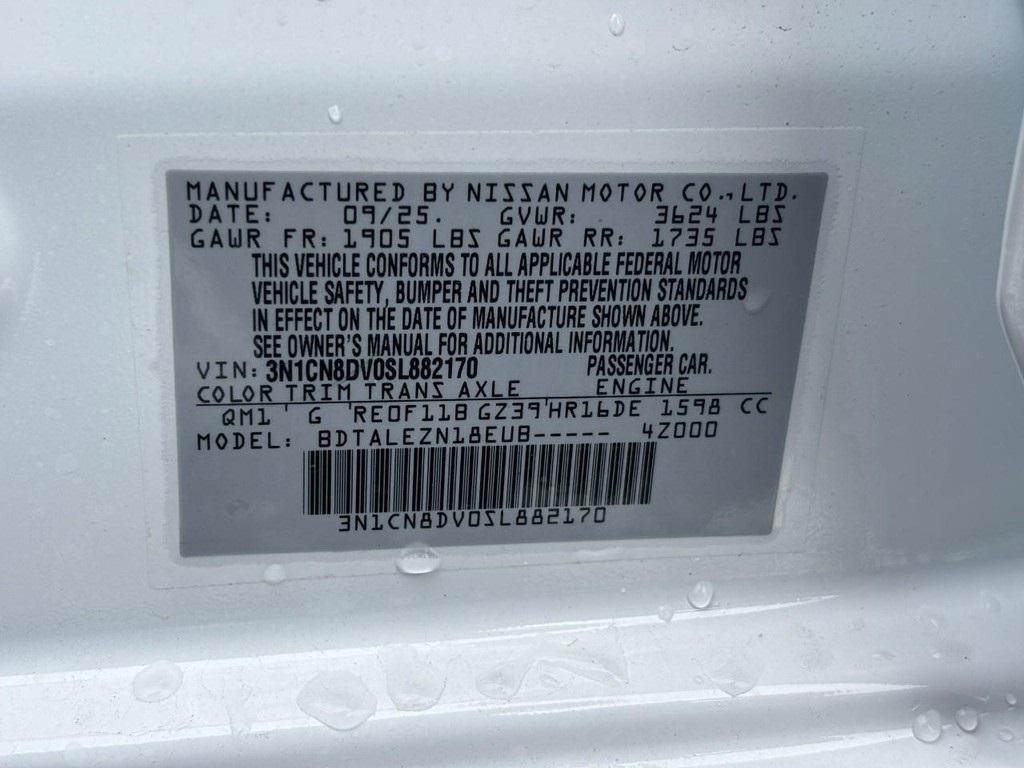 MANUFACTURED BY NISSAN MOTOR CO.,LTD.
DATE: 09/25. GVWR: 3624 LBS
GAWR FR: 1905 LBS GAWR RR: 1735 LBS
THIS VEHICLE CONFORMS TO ALL APPLICABLE FEDERAL MOTOR
VEHICLE SAFETY, BUMPER AND THEFT PREVENTION STANDARDS
IN EFFECT ON THE DATE OF MANUFACTURE SHOWN ABOVE.
SEE OWNER'S MANUAL FOR ADDITIONAL INFORMATION.
VIN: 3N1CN8DV0SL882170 PASSENGER CAR.
COLOR TRIM TRANS AXLE ENGINE
QM1 G RE0F11B GZ39 HR16DE 1598 CC
MODEL: BDTALEZN18EUB----- 4Z000
3N1CN8DV0SL882170